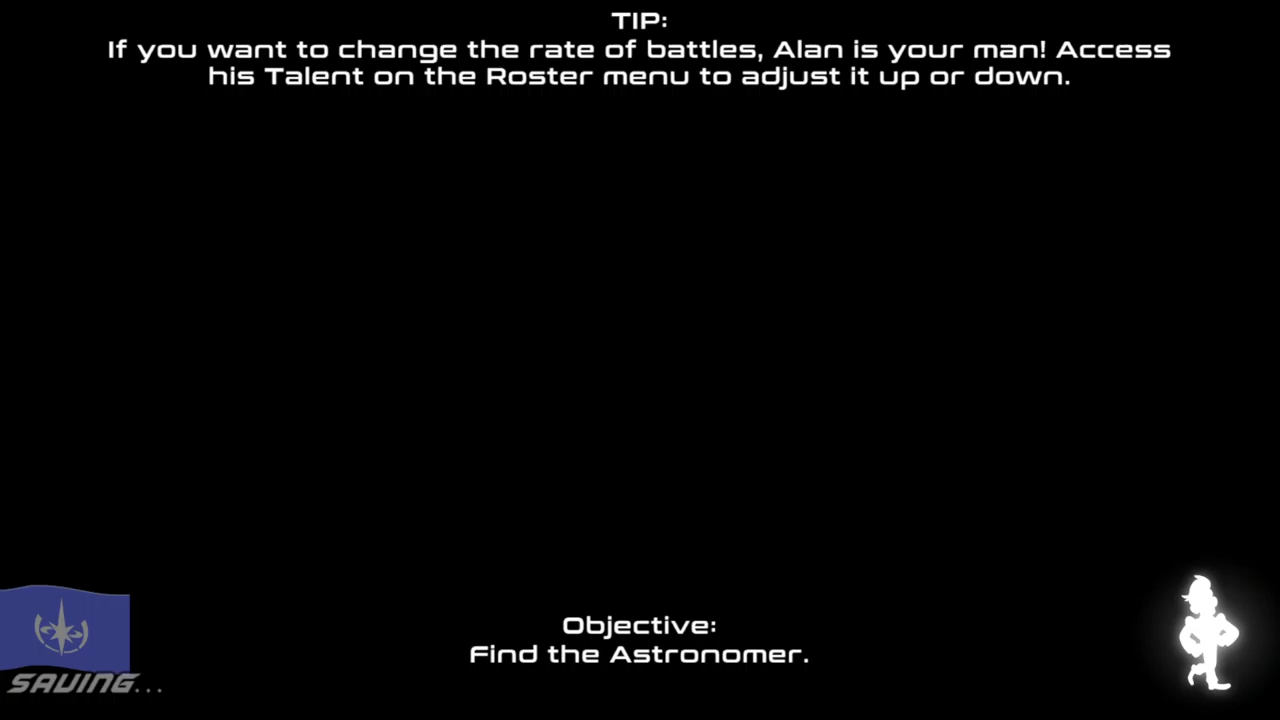 TIP:
If you want to change the rate of battles, Alan is your man! Access
his Talent on the Roster menu to adjust it up or down.
Objective:
Find the Astronomer.
SAVING...